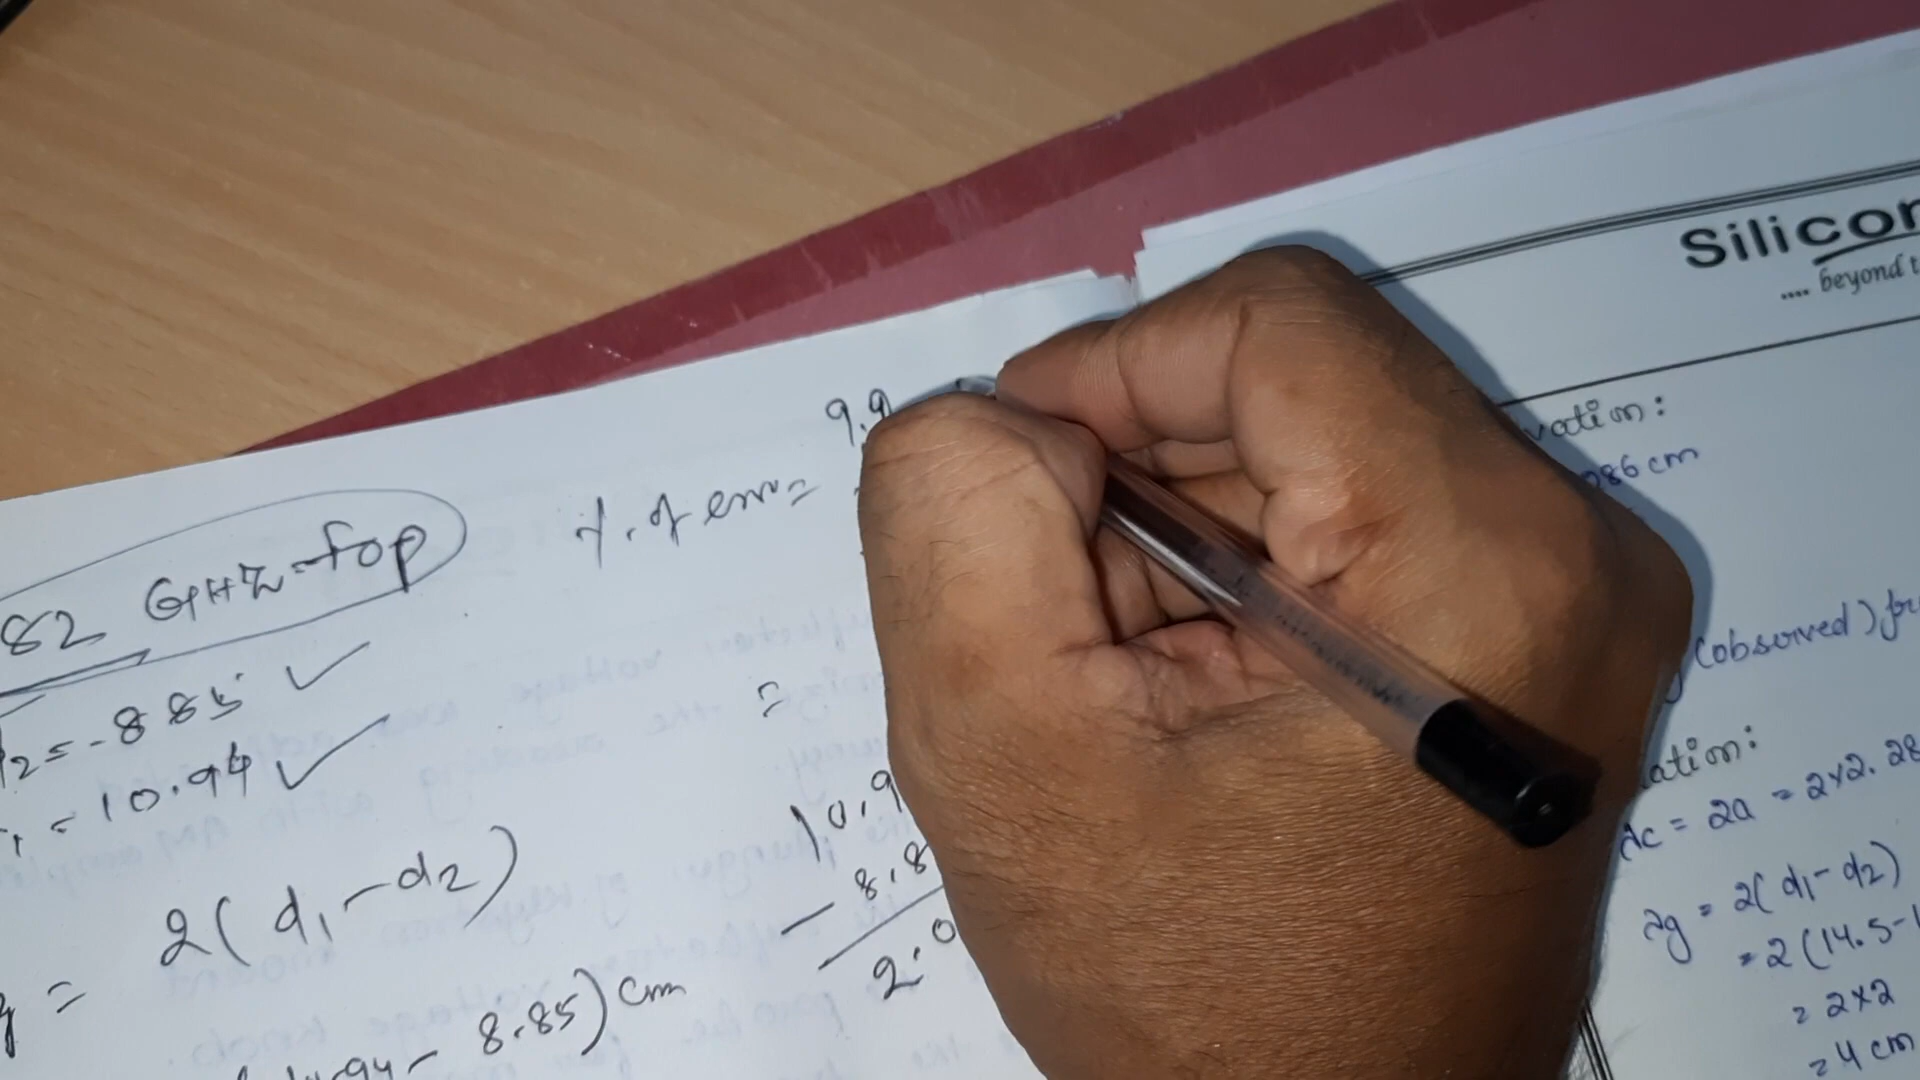 82 GHZ - fop
2 = - 8 85 ✓
= 10.94 ✓
= 2( d1 - d2 )
- 8.85) cm
% of err =
9.9
=
10.9
- 8.8
2.0
Silicon
.... beyond t
vation:
286 cm
(observed) fr
ation:
λc = 2a = 2×2.28
λg = 2( d1 - d2)
= 2 (14.5-1
= 2×2
= 4 cm